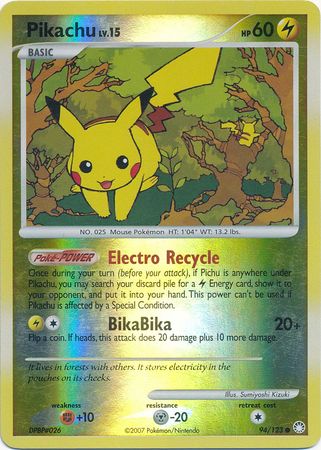 Pikachu LV.15 HP 60
BASIC
NO. 025 Mouse Pokémon HT: 1'04" WT: 13.2 lbs.
Poké-POWER Electro Recycle
Once during your turn (before your attack), if Pichu is anywhere under
Pikachu, you may search your discard pile for a Energy card, show it to
your opponent, and put it into your hand. This power can't be used if
Pikachu is affected by a Special Condition.
BikaBika 20+
Flip a coin. If heads, this attack does 20 damage plus 10 more damage.
It lives in forests with others. It stores electricity in the
pouches on its cheeks.
Illus. Sumiyoshi Kizuki
weakness resistance retreat cost
+10 -20
DPBP#026 ©2007 Pokémon/Nintendo 94/123